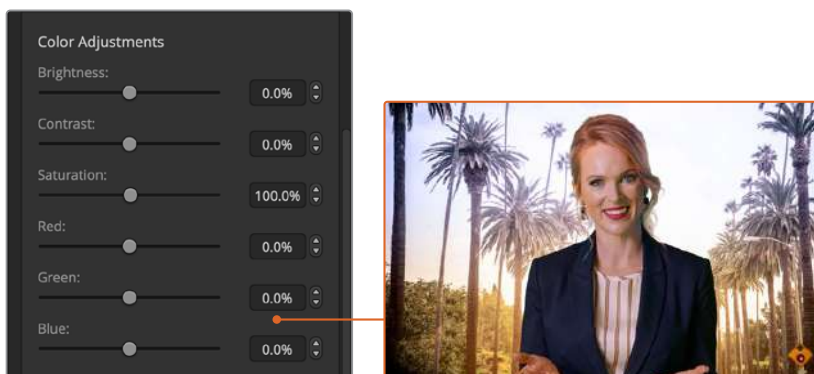 Color Adjustments
Brightness:
0.0%
Contrast:
0.0%
Saturation:
100.0%
Red:
0.0%
Green:
0.0%
Blue:
0.0%